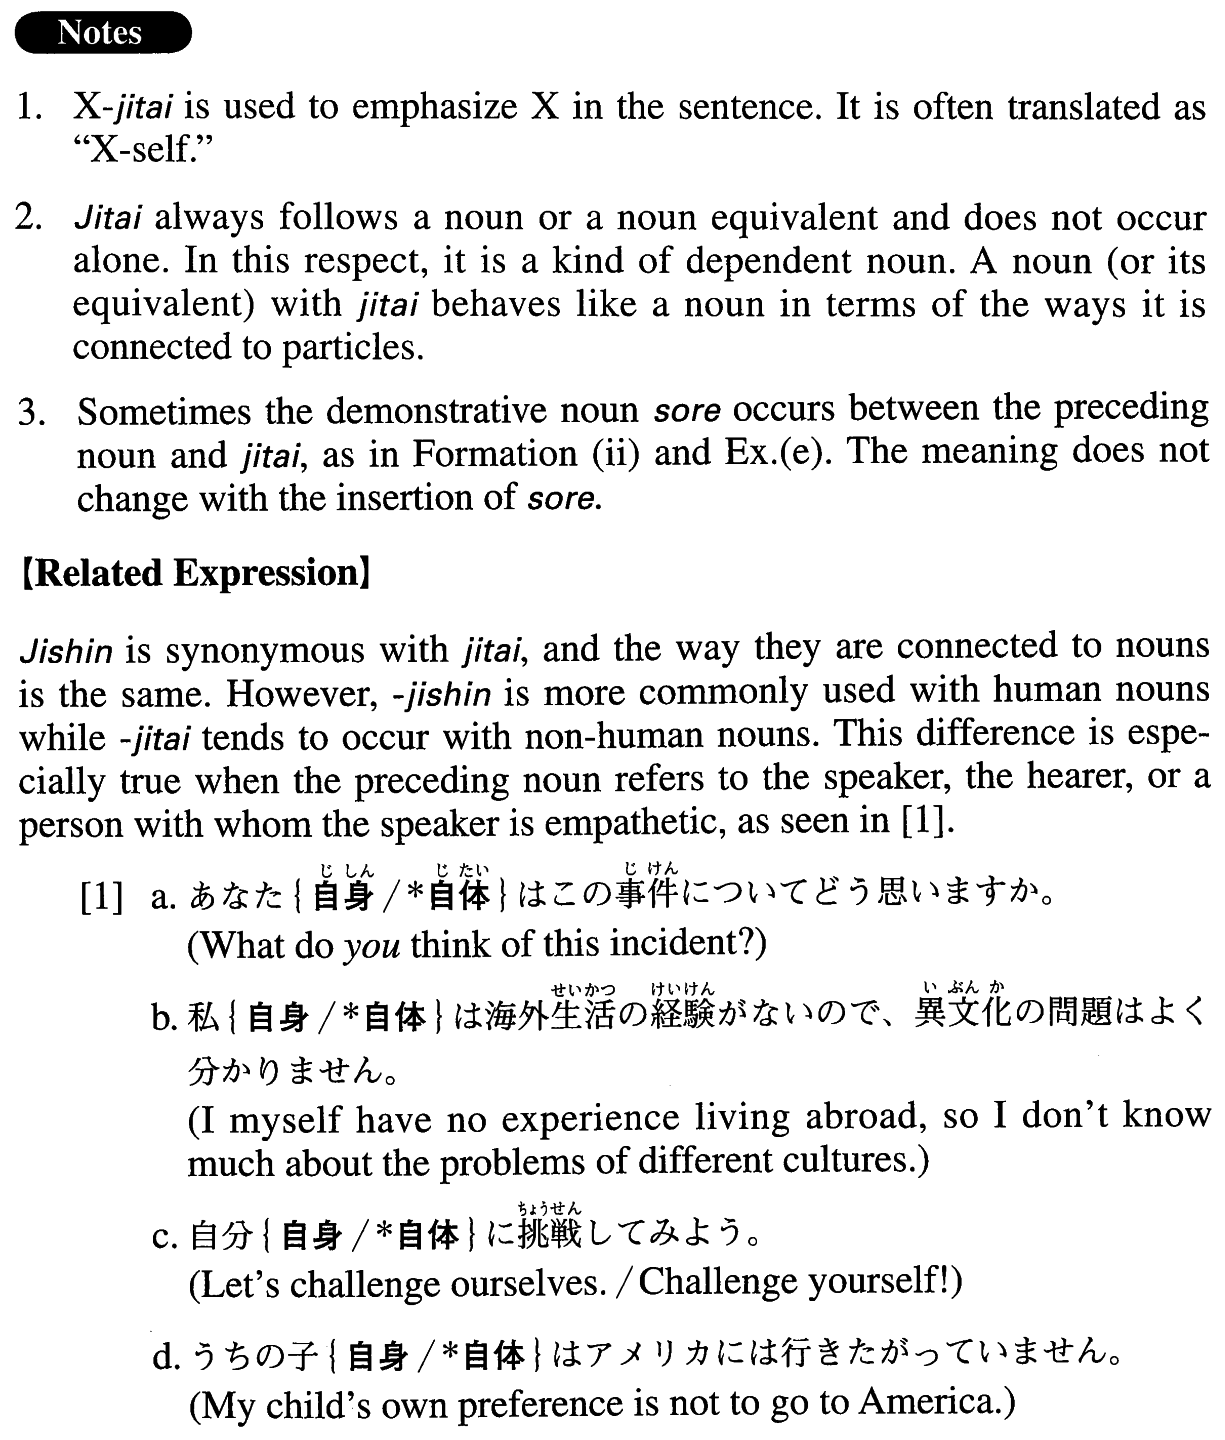 Notes
1. X-jitai is used to emphasize X in the sentence. It is often translated as
“X-self.”
2. Jitai always follows a noun or a noun equivalent and does not occur
alone. In this respect, it is a kind of dependent noun. A noun (or its
equivalent) with jitai behaves like a noun in terms of the ways it is
connected to particles.
3. Sometimes the demonstrative noun sore occurs between the preceding
noun and jitai, as in Formation (ii) and Ex.(e). The meaning does not
change with the insertion of sore.
【Related Expression】
Jishin is synonymous with jitai, and the way they are connected to nouns
is the same. However, -jishin is more commonly used with human nouns
while -jitai tends to occur with non-human nouns. This difference is espe-
cially true when the preceding noun refers to the speaker, the hearer, or a
person with whom the speaker is empathetic, as seen in [1].
じ しん じ たい じ けん
[1] a. あなた{自身/*自体}はこの事件についてどう思いますか。
(What do you think of this incident?)
せいかつ けいけん い ぶん か
b. 私{自身/*自体}は海外生活の経験がないので、異文化の問題はよく
分かりません。
(I myself have no experience living abroad, so I don’t know
much about the problems of different cultures.)
ちょうせん
c. 自分{自身/*自体}に挑戦してみよう。
(Let’s challenge ourselves. / Challenge yourself!)
d. うちの子{自身/*自体}はアメリカには行きたがっていません。
(My child’s own preference is not to go to America.)